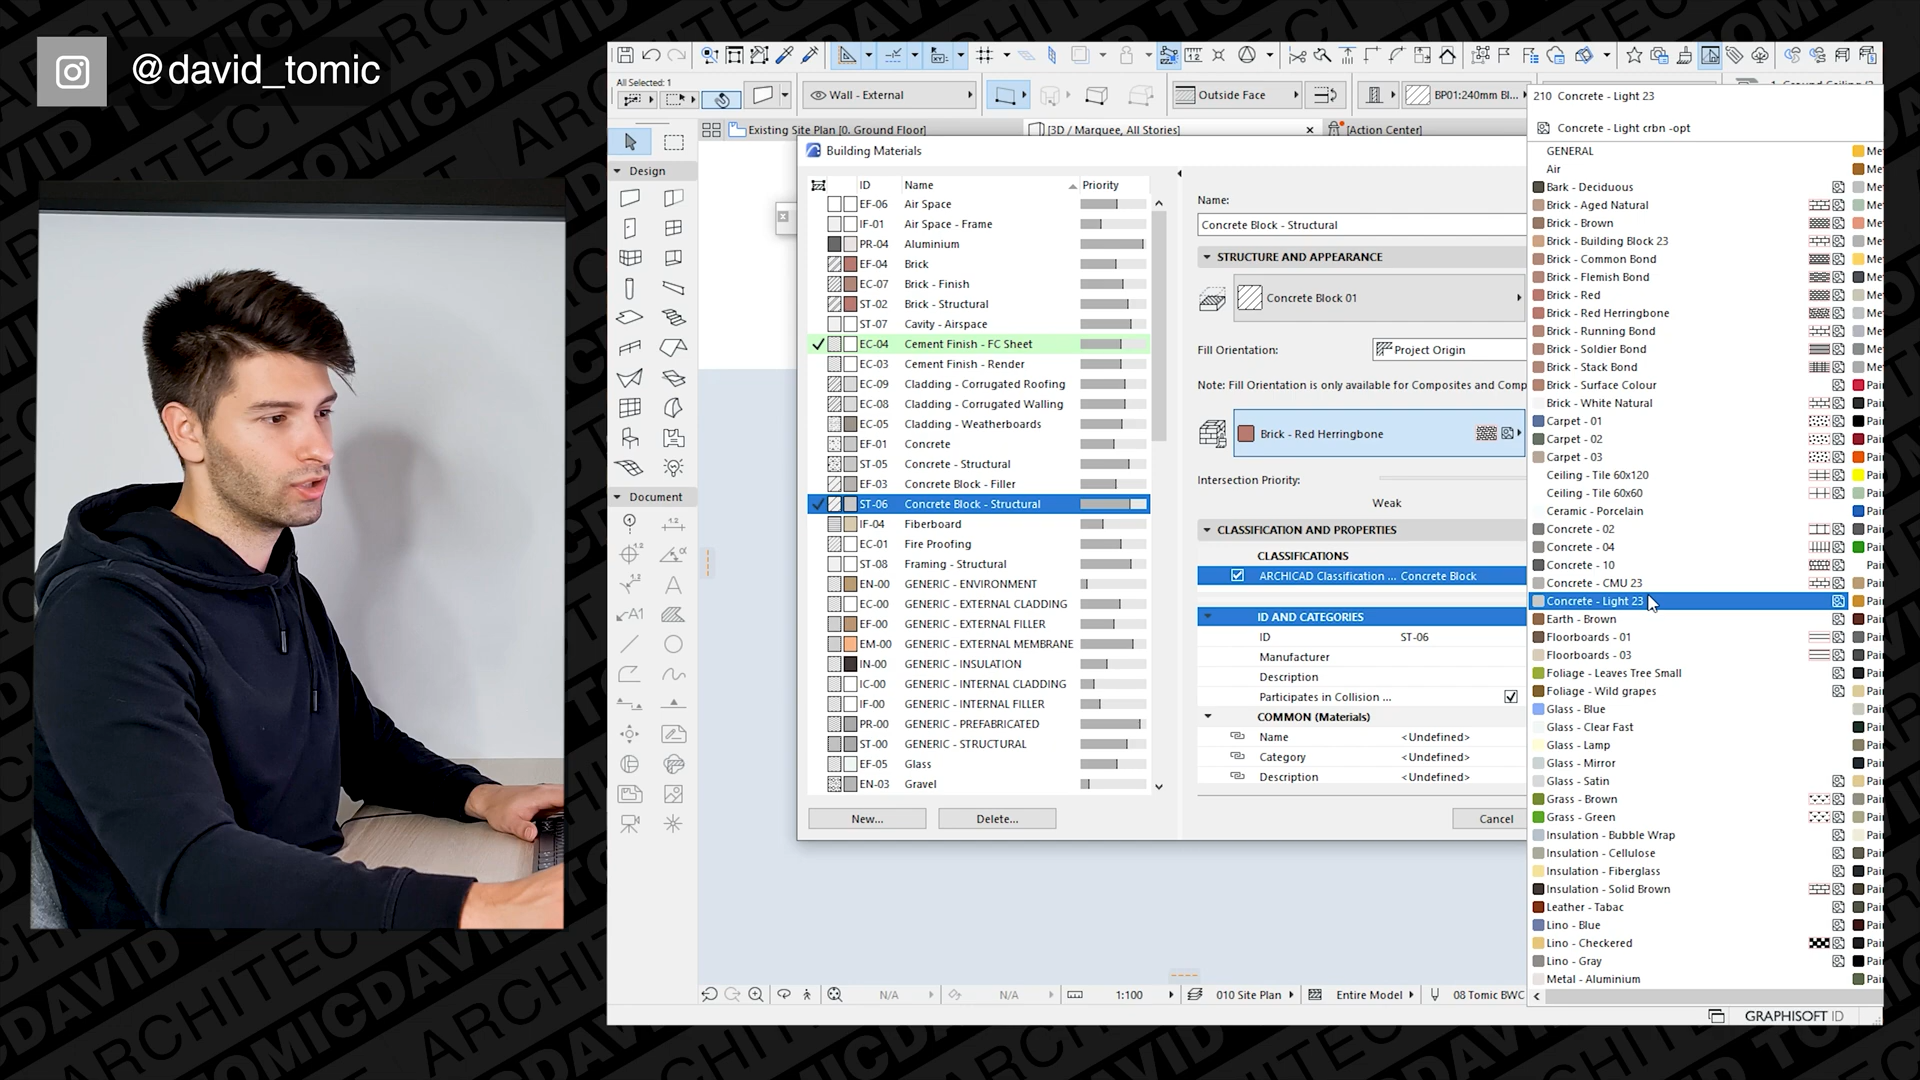 @david_tomic
All Selected: 1
Wall - External
Outside Face
BP01:240mm Bl...
Existing Site Plan [0. Ground Floor]
[3D / Marquee, All Stories]
[Action Center]
Design
Document
Building Materials
ID Name Priority
EF-06 Air Space
IF-01 Air Space - Frame
PR-04 Aluminium
EF-04 Brick
EC-07 Brick - Finish
ST-02 Brick - Structural
ST-07 Cavity - Airspace
EC-04 Cement Finish - FC Sheet
EC-03 Cement Finish - Render
EC-09 Cladding - Corrugated Roofing
EC-08 Cladding - Corrugated Walling
EC-05 Cladding - Weatherboards
EF-01 Concrete
ST-05 Concrete - Structural
EF-03 Concrete Block - Filler
ST-06 Concrete Block - Structural
IF-04 Fiberboard
EC-01 Fire Proofing
ST-08 Framing - Structural
EN-00 GENERIC - ENVIRONMENT
EC-00 GENERIC - EXTERNAL CLADDING
EF-00 GENERIC - EXTERNAL FILLER
EM-00 GENERIC - EXTERNAL MEMBRANE
IN-00 GENERIC - INSULATION
IC-00 GENERIC - INTERNAL CLADDING
IF-00 GENERIC - INTERNAL FILLER
PR-00 GENERIC - PREFABRICATED
ST-00 GENERIC - STRUCTURAL
EF-05 Glass
EN-03 Gravel
New...
Delete...
Name:
Concrete Block - Structural
STRUCTURE AND APPEARANCE
Concrete Block 01
Fill Orientation:
Project Origin
Note: Fill Orientation is only available for Composites and Comp
Brick - Red Herringbone
Intersection Priority:
Weak
CLASSIFICATION AND PROPERTIES
CLASSIFICATIONS
ARCHICAD Classification ... Concrete Block
ID AND CATEGORIES
ID ST-06
Manufacturer
Description
Participates in Collision ...
COMMON (Materials)
Name <Undefined>
Category <Undefined>
Description <Undefined>
Cancel
210 Concrete - Light 23
Concrete - Light crbn -opt
GENERAL
Air
Bark - Deciduous
Brick - Aged Natural
Brick - Brown
Brick - Building Block 23
Brick - Common Bond
Brick - Flemish Bond
Brick - Red
Brick - Red Herringbone
Brick - Running Bond
Brick - Soldier Bond
Brick - Stack Bond
Brick - Surface Colour
Brick - White Natural
Carpet - 01
Carpet - 02
Carpet - 03
Ceiling - Tile 60x120
Ceiling - Tile 60x60
Ceramic - Porcelain
Concrete - 02
Concrete - 04
Concrete - 10
Concrete - CMU 23
Concrete - Light 23
Earth - Brown
Floorboards - 01
Floorboards - 03
Foliage - Leaves Tree Small
Foliage - Wild grapes
Glass - Blue
Glass - Clear Fast
Glass - Lamp
Glass - Mirror
Glass - Satin
Grass - Brown
Grass - Green
Insulation - Bubble Wrap
Insulation - Cellulose
Insulation - Fiberglass
Insulation - Solid Brown
Leather - Tabac
Lino - Blue
Lino - Checkered
Lino - Gray
Metal - Aluminium
N/A
N/A
1:100
010 Site Plan
Entire Model
08 Tomic BWC
GRAPHISOFT ID